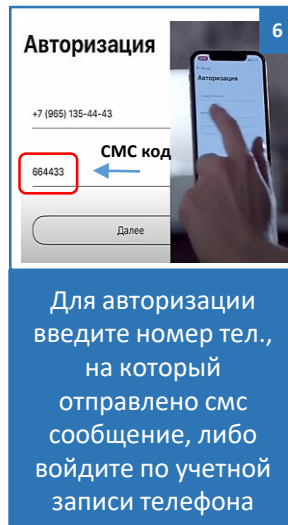 6
Авторизация
+7 (965) 135-44-43
СМС код
664433
Далее
Авторизация
Для авторизации
введите номер тел.,
на который
отправлено смс
сообщение, либо
войдите по учетной
записи телефона